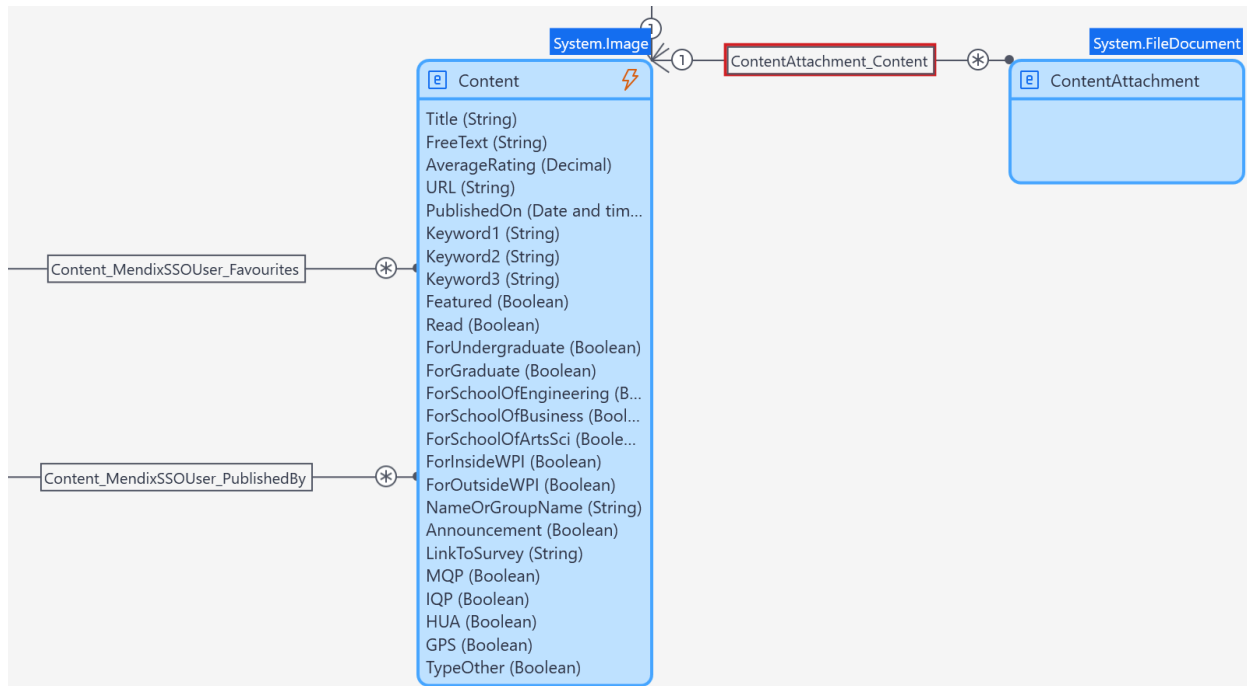 1
System.Image
1
ContentAttachment_Content
System.FileDocument
Content
ContentAttachment
Title (String)
FreeText (String)
AverageRating (Decimal)
URL (String)
PublishedOn (Date and tim...
Keyword1 (String)
Keyword2 (String)
Keyword3 (String)
Featured (Boolean)
Read (Boolean)
ForUndergraduate (Boolean)
ForGraduate (Boolean)
ForSchoolOfEngineering (B...
ForSchoolOfBusiness (Bool...
ForSchoolOfArtsSci (Boole...
ForInsideWPI (Boolean)
ForOutsideWPI (Boolean)
NameOrGroupName (String)
Announcement (Boolean)
LinkToSurvey (String)
MQP (Boolean)
IQP (Boolean)
HUA (Boolean)
GPS (Boolean)
TypeOther (Boolean)
Content_MendixSSOUser_Favourites
Content_MendixSSOUser_PublishedBy